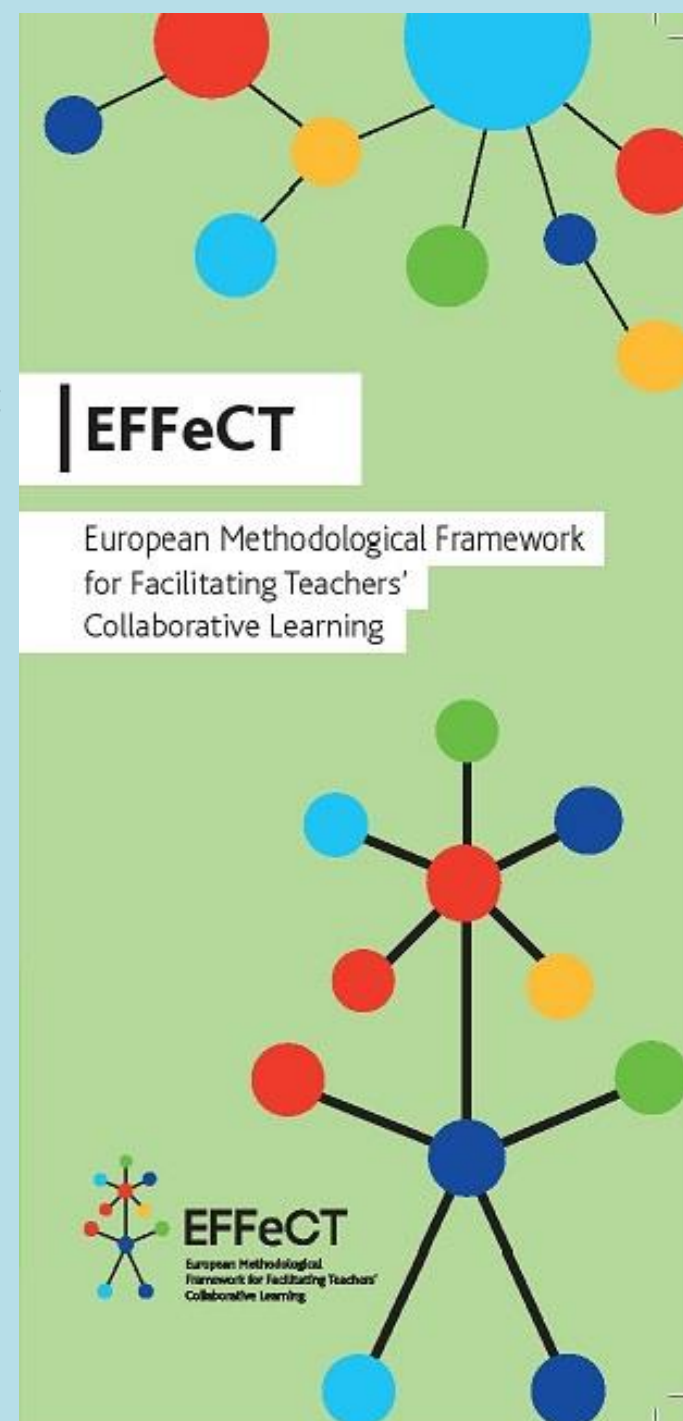 EFFeCT
European Methodological Framework
for Facilitating Teachers'
Collaborative Learning
EFFeCT
European Methodological
Framework for Facilitating Teachers'
Collaborative Learning